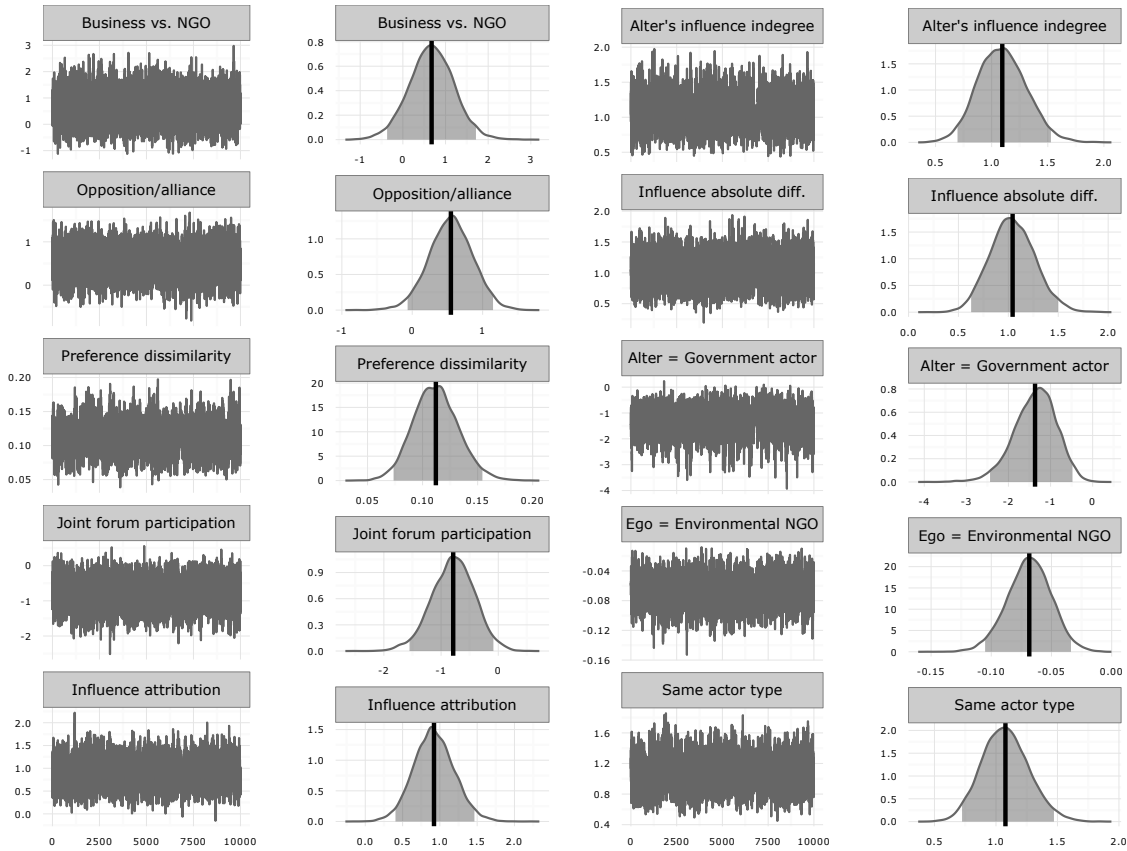 Business vs. NGO
3
2
1
0
-1
Business vs. NGO
0.8
0.6
0.4
0.2
0.0
-1 0 1 2 3
Alter's influence indegree
2.0
1.5
1.0
0.5
Alter's influence indegree
1.5
1.0
0.5
0.0
0.5 1.0 1.5 2.0
Opposition/alliance
1
0
Opposition/alliance
1.0
0.5
0.0
-1 0 1
Influence absolute diff.
2.0
1.5
1.0
0.5
Influence absolute diff.
1.5
1.0
0.5
0.0
0.0 0.5 1.0 1.5 2.0
Preference dissimilarity
0.20
0.15
0.10
0.05
Preference dissimilarity
20
15
10
5
0
0.05 0.10 0.15 0.20
Alter = Government actor
0
-1
-2
-3
-4
Alter = Government actor
0.8
0.6
0.4
0.2
0.0
-4 -3 -2 -1 0
Joint forum participation
0
-1
-2
Joint forum participation
0.9
0.6
0.3
0.0
-2 -1 0
Ego = Environmental NGO
-0.04
-0.08
-0.12
-0.16
Ego = Environmental NGO
20
15
10
5
0
-0.15 -0.10 -0.05 0.00
Influence attribution
2.0
1.5
1.0
0.5
0.0
0 2500 5000 7500 10000
Influence attribution
1.5
1.0
0.5
0.0
0.0 0.5 1.0 1.5 2.0
Same actor type
1.6
1.2
0.8
0.4
0 2500 5000 7500 10000
Same actor type
2.0
1.5
1.0
0.5
0.0
0.5 1.0 1.5 2.0